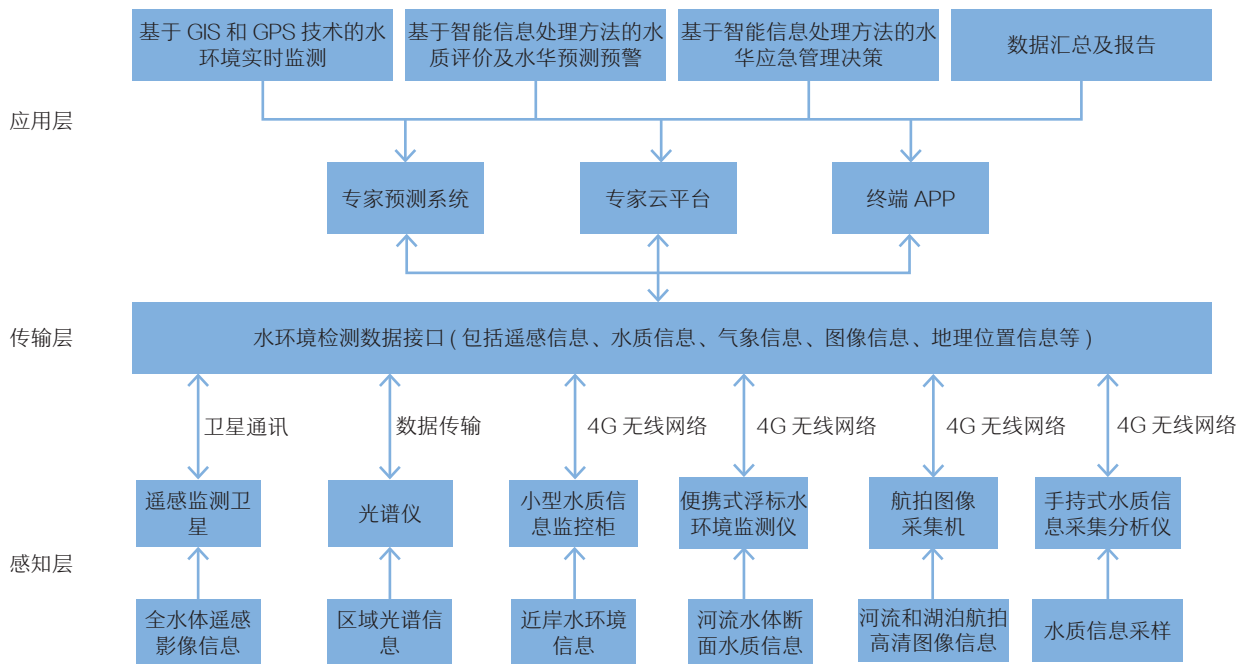 基于 GIS 和 GPS 技术的水
环境实时监测
基于智能信息处理方法的水
质评价及水华预测预警
基于智能信息处理方法的水
华应急管理决策
数据汇总及报告
应用层
专家预测系统
专家云平台
终端 APP
传输层
水环境检测数据接口 ( 包括遥感信息、水质信息、气象信息、图像信息、地理位置信息等 )
卫星通讯
数据传输
4G 无线网络
4G 无线网络
4G 无线网络
4G 无线网络
感知层
遥感监测卫
星
光谱仪
小型水质信
息监控柜
便携式浮标水
环境监测仪
航拍图像
采集机
手持式水质信
息采集分析仪
全水体遥感
影像信息
区域光谱信
息
近岸水环境
信息
河流水体断
面水质信息
河流和湖泊航拍
高清图像信息
水质信息采样